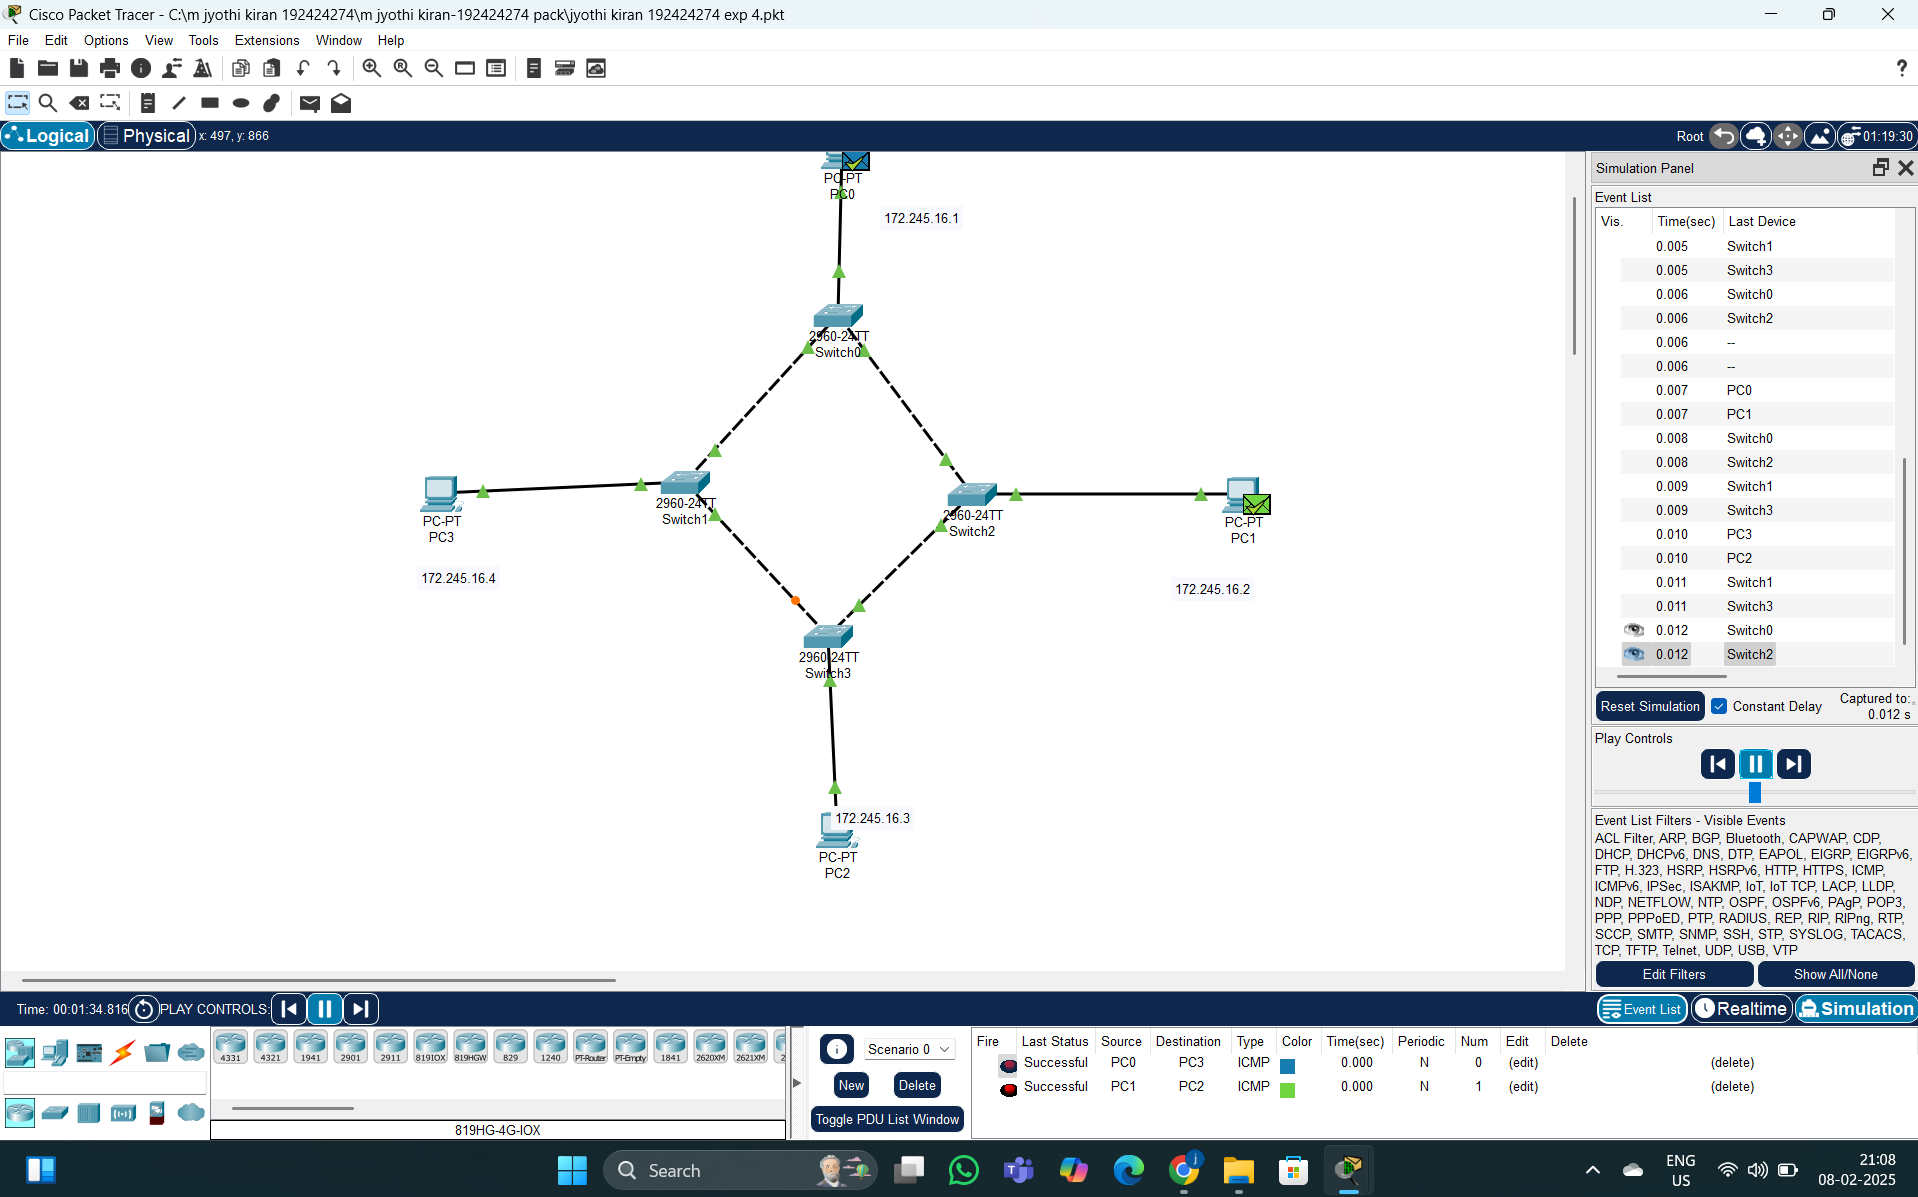 Cisco Packet Tracer - C:\m jyothi kiran 192424274\m jyothi kiran-192424274 pack\jyothi kiran 192424274 exp 4.pkt
File Edit Options View Tools Extensions Window Help
?
Logical Physical x: 497, y: 866
Root 01:19:30
PC-PT
PC0
172.245.16.1
2960-24TT
Switch0
2960-24TT
Switch1
PC-PT
PC3
172.245.16.4
2960-24TT
Switch2
PC-PT
PC1
172.245.16.2
2960-24TT
Switch3
172.245.16.3
PC-PT
PC2
Simulation Panel
Event List
Vis. Time(sec) Last Device
0.005 Switch1
0.005 Switch3
0.006 Switch0
0.006 Switch2
0.006 --
0.006 --
0.007 PC0
0.007 PC1
0.008 Switch0
0.008 Switch2
0.009 Switch1
0.009 Switch3
0.010 PC3
0.010 PC2
0.011 Switch1
0.011 Switch3
0.012 Switch0
0.012 Switch2
Reset Simulation Constant Delay Captured to:
0.012 s
Play Controls
Event List Filters - Visible Events
ACL Filter, ARP, BGP, Bluetooth, CAPWAP, CDP,
DHCP, DHCPv6, DNS, DTP, EAPOL, EIGRP, EIGRPv6,
FTP, H.323, HSRP, HSRPv6, HTTP, HTTPS, ICMP,
ICMPv6, IPSec, ISAKMP, IoT, IoT TCP, LACP, LLDP,
NDP, NETFLOW, NTP, OSPF, OSPFv6, PAgP, POP3,
PPP, PPPoED, PTP, RADIUS, REP, RIP, RIPng, RTP,
SCCP, SMTP, SNMP, SSH, STP, SYSLOG, TACACS,
TCP, TFTP, Telnet, UDP, USB, VTP
Edit Filters Show All/None
Time: 00:01:34.816 PLAY CONTROLS:
Event List Realtime Simulation
4331 4321 1941 2901 2911 819IOX 819HGW 829 1240 PT-Router PT-Empty 1841 2620XM 2621XM 2
819HG-4G-IOX
Scenario 0
New Delete
Toggle PDU List Window
Fire Last Status Source Destination Type Color Time(sec) Periodic Num Edit Delete
Successful PC0 PC3 ICMP 0.000 N 0 (edit) (delete)
Successful PC1 PC2 ICMP 0.000 N 1 (edit) (delete)
Search
j
ENG
US
21:08
08-02-2025